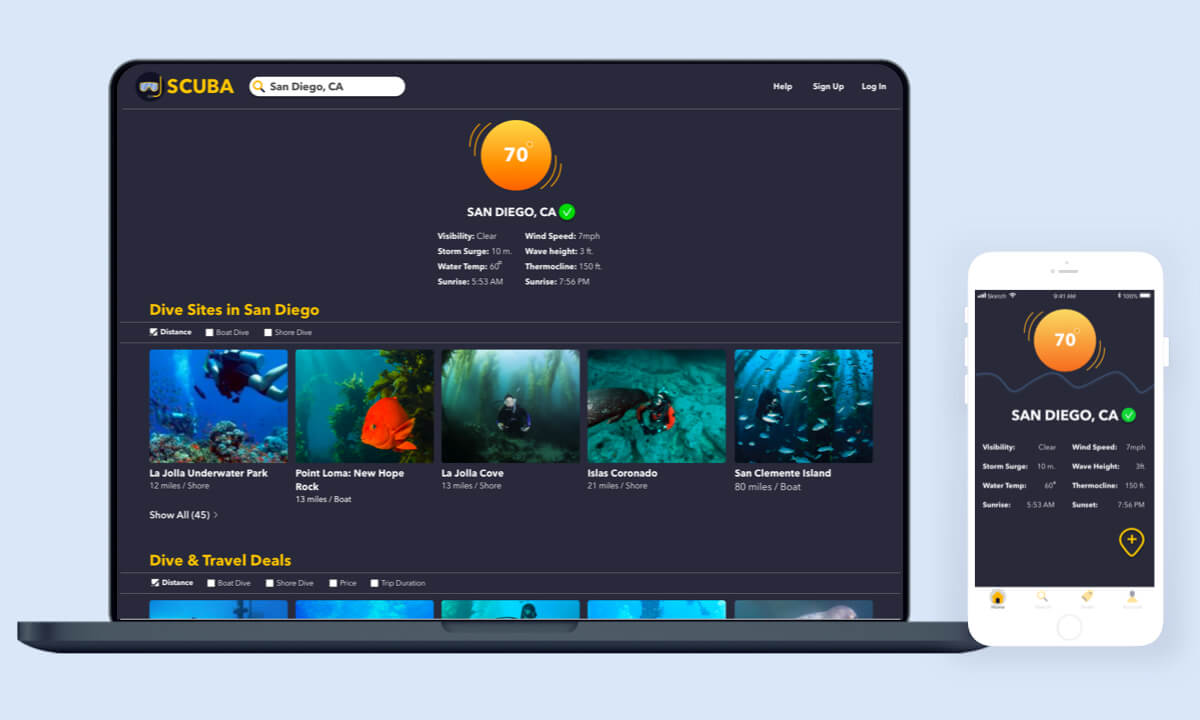 SCUBA
San Diego, CA
Help Sign Up Log In
70°
SAN DIEGO, CA
Visibility: Clear Wind Speed: 7mph
Storm Surge: 10 m. Wave height: 3 ft.
Water Temp: 60° Thermocline: 150 ft.
Sunrise: 5:53 AM Sunrise: 7:56 PM
Dive Sites in San Diego
Distance Boat Dive Shore Dive
La Jolla Underwater Park
12 miles / Shore
Point Loma: New Hope
Rock
13 miles / Boat
La Jolla Cove
13 miles / Shore
Islas Coronado
21 miles / Shore
San Clemente Island
80 miles / Boat
Show All (45) >
Dive & Travel Deals
Distance Boat Dive Shore Dive Price Trip Duration
Sketch 9:41 AM 100%
70°
SAN DIEGO, CA
Visibility: Clear Wind Speed: 7mph
Storm Surge: 10 m. Wave Height: 3ft.
Water Temp: 60° Thermocline: 150 ft.
Sunrise: 5:53 AM Sunset: 7:56 PM
Home Search